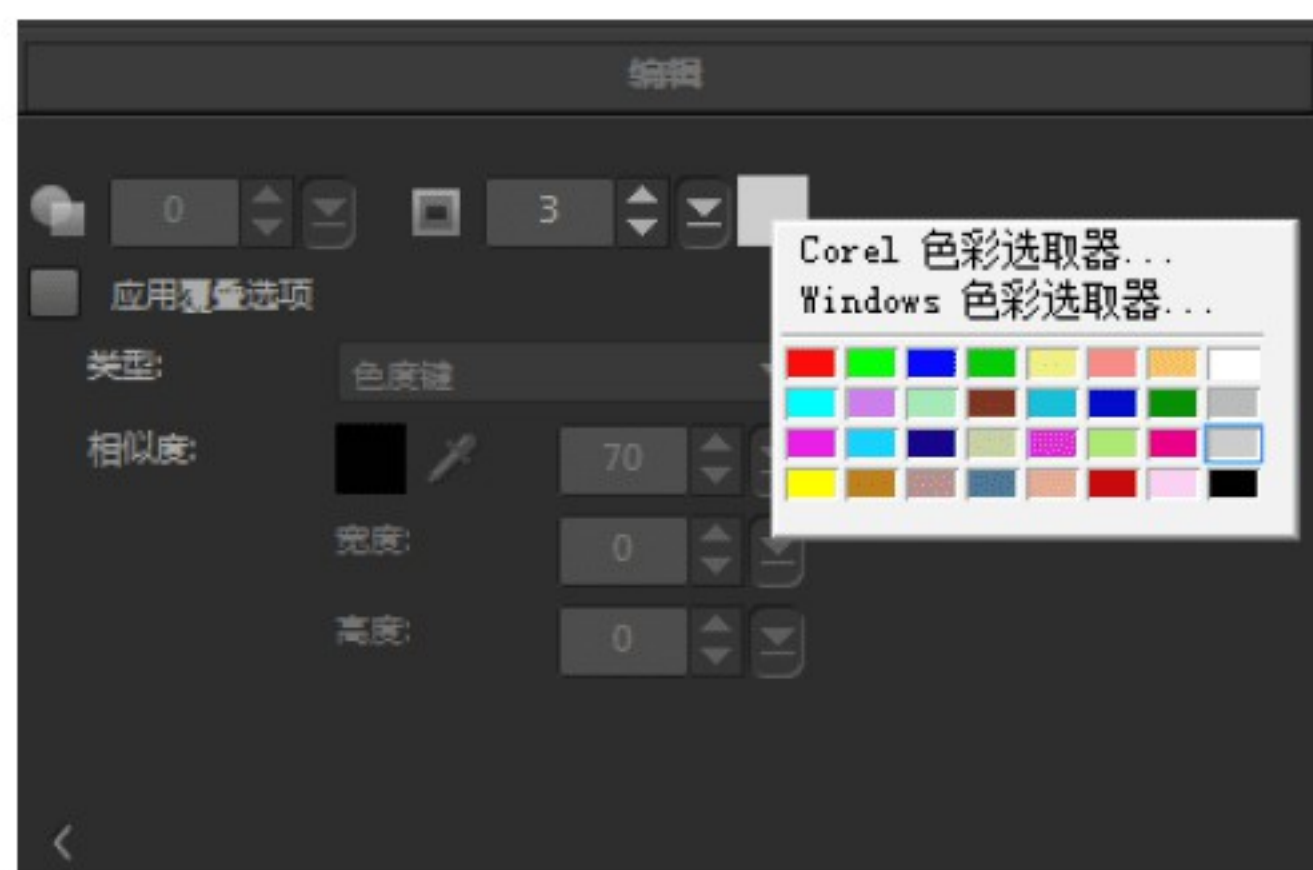 编辑
0 3
Corel 色彩选取器...
Windows 色彩选取器...
应用覆叠选项
类型: 色度键
相似度: 70
宽度: 0
高度: 0